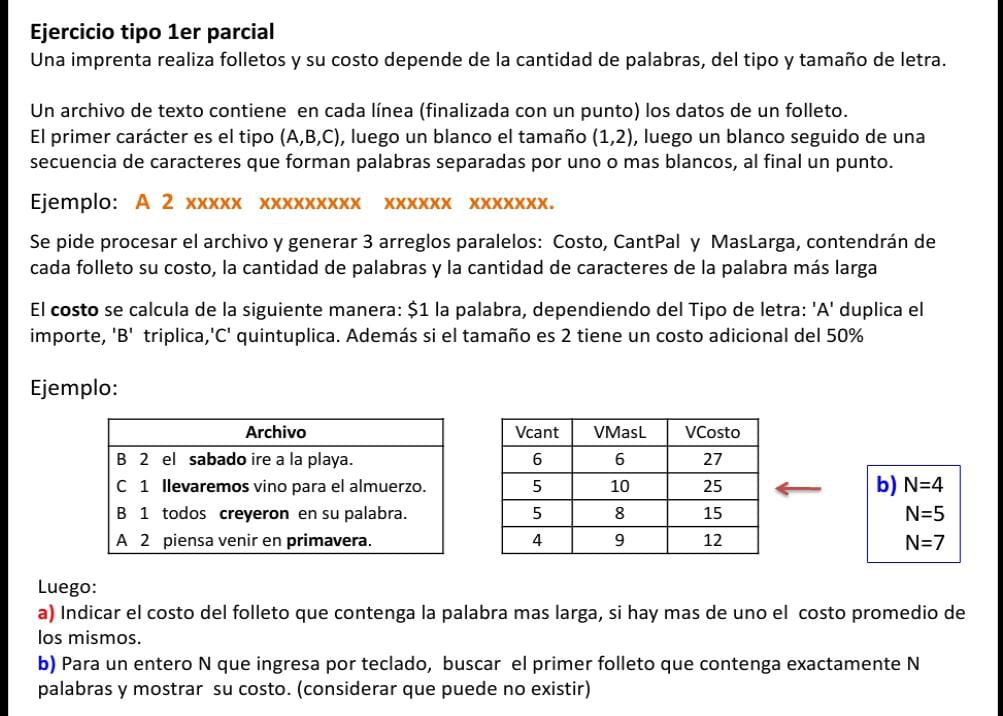 Ejercicio tipo 1er parcial
Una imprenta realiza folletos y su costo depende de la cantidad de palabras, del tipo y tamaño de letra.
Un archivo de texto contiene en cada línea (finalizada con un punto) los datos de un folleto.
El primer carácter es el tipo (A,B,C), luego un blanco el tamaño (1,2), luego un blanco seguido de una
secuencia de caracteres que forman palabras separadas por uno o mas blancos, al final un punto.
Ejemplo: A 2 xxxxx xxxxxxxxx xxxxxx xxxxxxx.
Se pide procesar el archivo y generar 3 arreglos paralelos: Costo, CantPal y MasLarga, contendrán de
cada folleto su costo, la cantidad de palabras y la cantidad de caracteres de la palabra más larga
El costo se calcula de la siguiente manera: $1 la palabra, dependiendo del Tipo de letra: 'A' duplica el
importe, 'B' triplica,'C' quintuplica. Además si el tamaño es 2 tiene un costo adicional del 50%
Ejemplo:
Archivo
B 2 el sabado ire a la playa.
C 1 llevaremos vino para el almuerzo.
B 1 todos creyeron en su palabra.
A 2 piensa venir en primavera.
Vcant VMasL VCosto
6 6 27
5 10 25
5 8 15
4 9 12
b) N=4
N=5
N=7
Luego:
a) Indicar el costo del folleto que contenga la palabra mas larga, si hay mas de uno el costo promedio de
los mismos.
b) Para un entero N que ingresa por teclado, buscar el primer folleto que contenga exactamente N
palabras y mostrar su costo. (considerar que puede no existir)